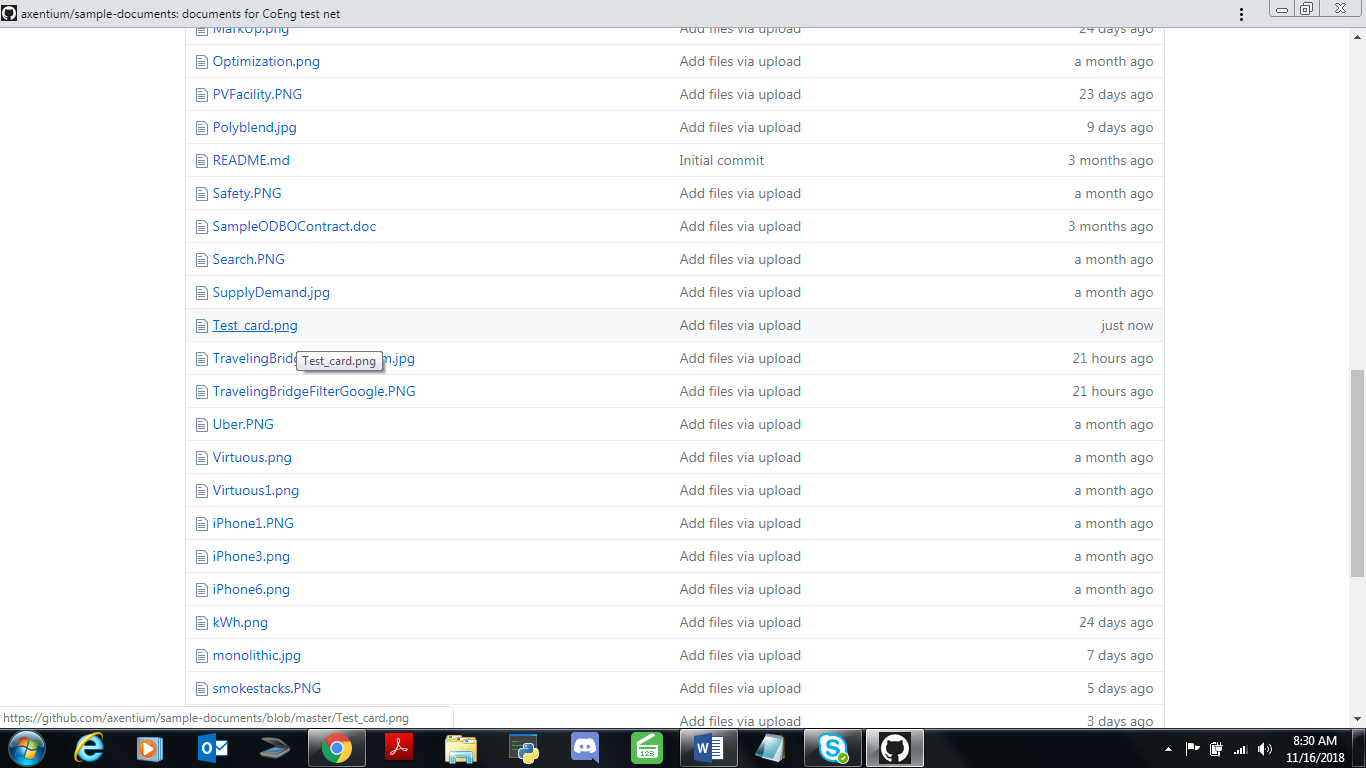 axentium/sample-documents: documents for CoEng test net
MarkUp.png Add files via upload 24 days ago
Optimization.png Add files via upload a month ago
PVFacility.PNG Add files via upload 23 days ago
Polyblend.jpg Add files via upload 9 days ago
README.md Initial commit 3 months ago
Safety.PNG Add files via upload a month ago
SampleODBOContract.doc Add files via upload 3 months ago
Search.PNG Add files via upload a month ago
SupplyDemand.jpg Add files via upload a month ago
Test_card.png Add files via upload just now
TravelingBridg m.jpg Add files via upload 21 hours ago
Test_card.png
TravelingBridgeFilterGoogle.PNG Add files via upload 21 hours ago
Uber.PNG Add files via upload a month ago
Virtuous.png Add files via upload a month ago
Virtuous1.png Add files via upload a month ago
iPhone1.PNG Add files via upload a month ago
iPhone3.png Add files via upload a month ago
iPhone6.png Add files via upload a month ago
kWh.png Add files via upload 24 days ago
monolithic.jpg Add files via upload 7 days ago
smokestacks.PNG Add files via upload 5 days ago
Add files via upload 3 days ago
https://github.com/axentium/sample-documents/blob/master/Test_card.png
123
8:30 AM
11/16/2018